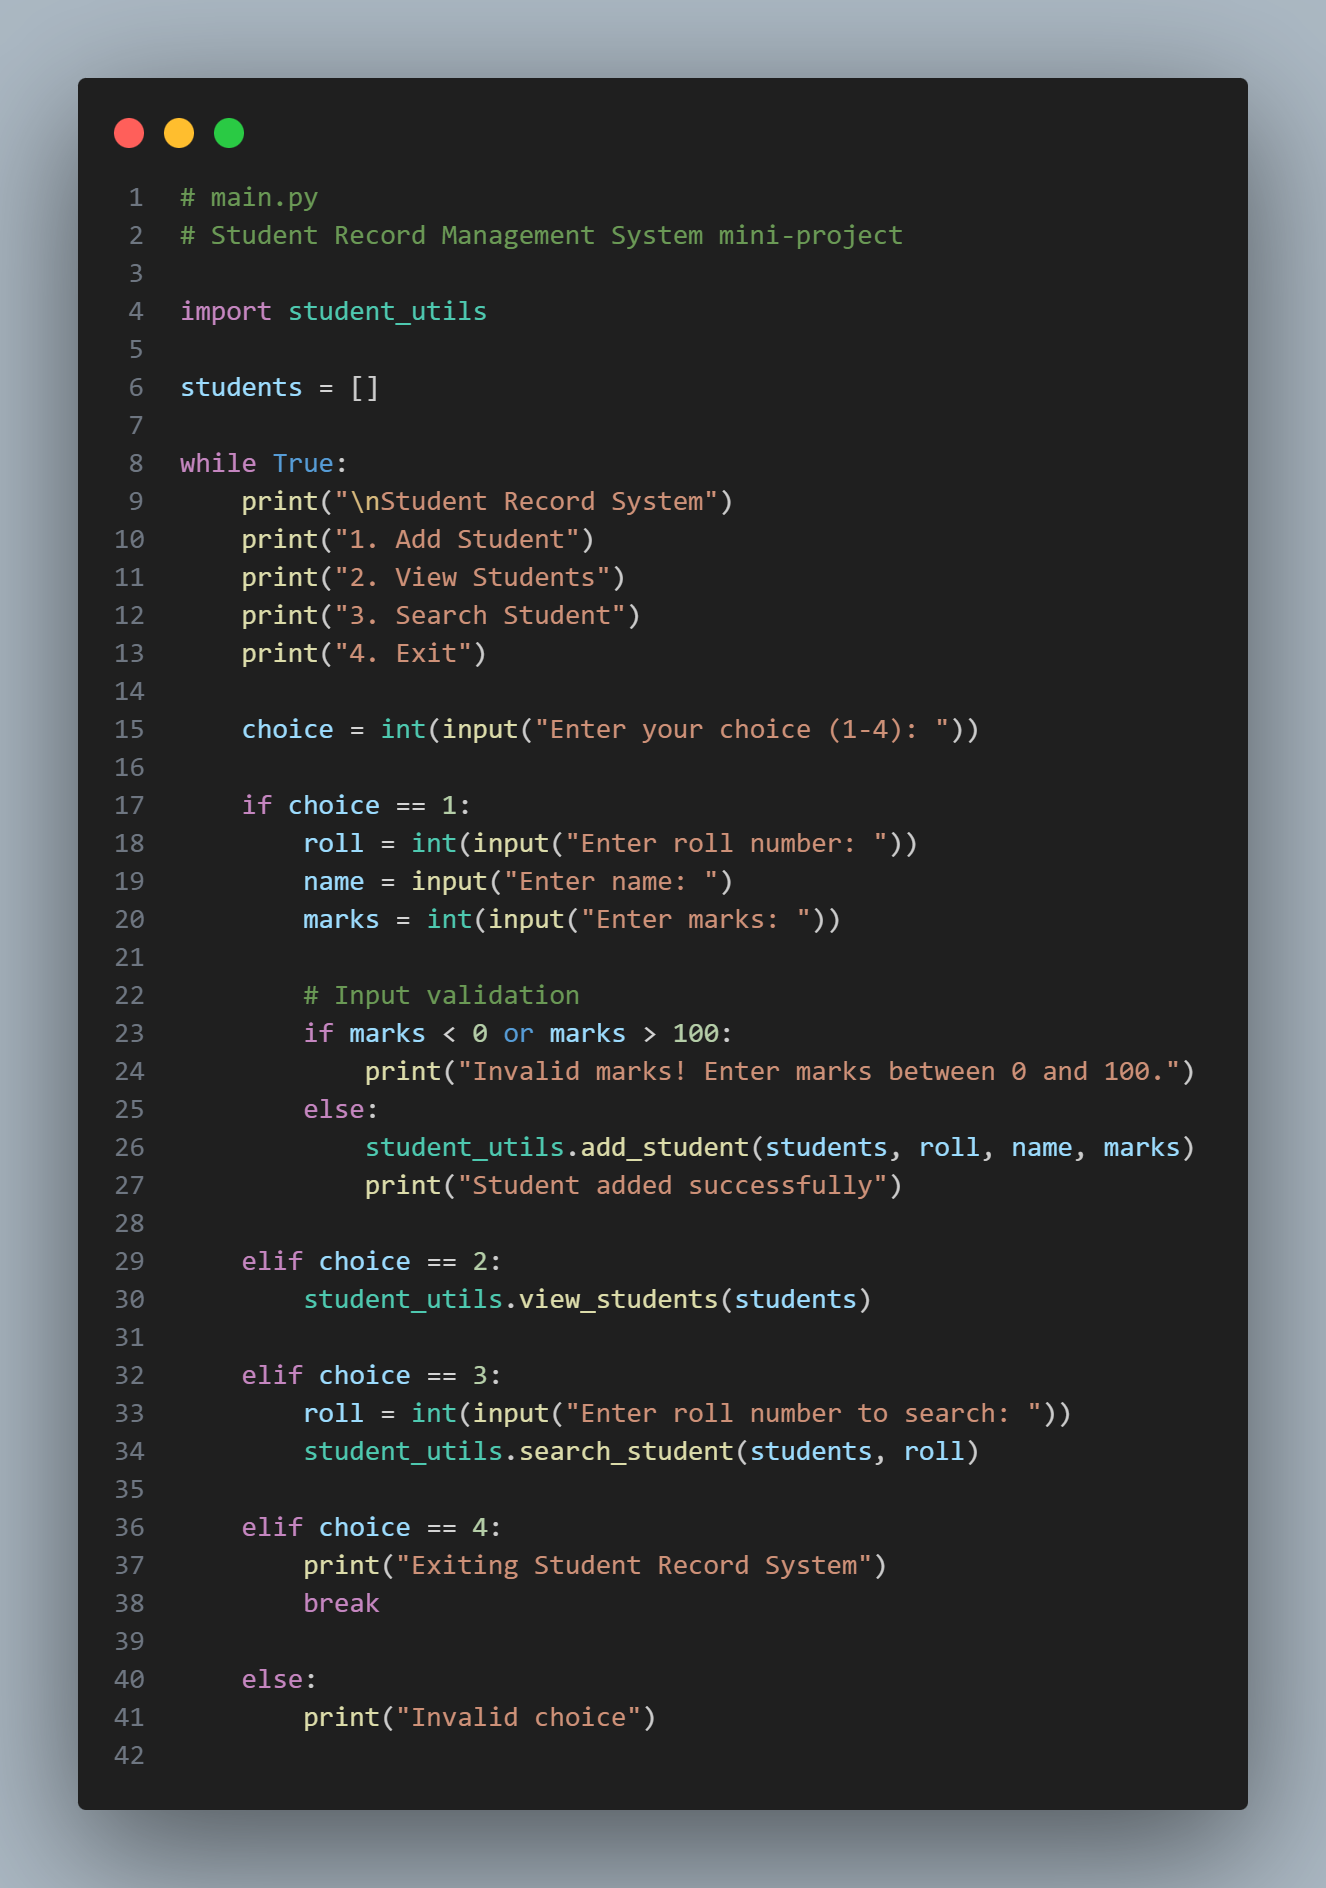 1 # main.py
2 # Student Record Management System mini-project
3
4 import student_utils
5
6 students = []
7
8 while True:
9     print("\nStudent Record System")
10     print("1. Add Student")
11     print("2. View Students")
12     print("3. Search Student")
13     print("4. Exit")
14
15     choice = int(input("Enter your choice (1-4): "))
16
17     if choice == 1:
18         roll = int(input("Enter roll number: "))
19         name = input("Enter name: ")
20         marks = int(input("Enter marks: "))
21
22         # Input validation
23         if marks < 0 or marks > 100:
24             print("Invalid marks! Enter marks between 0 and 100.")
25         else:
26             student_utils.add_student(students, roll, name, marks)
27             print("Student added successfully")
28
29     elif choice == 2:
30         student_utils.view_students(students)
31
32     elif choice == 3:
33         roll = int(input("Enter roll number to search: "))
34         student_utils.search_student(students, roll)
35
36     elif choice == 4:
37         print("Exiting Student Record System")
38         break
39
40     else:
41         print("Invalid choice")
42